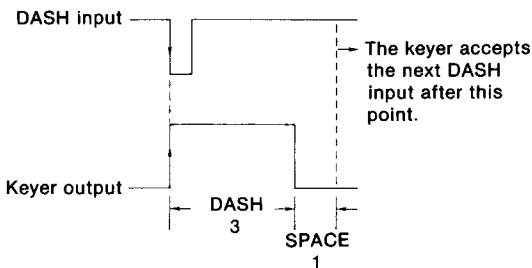 DASH input
The keyer accepts
the next DASH
input after this
point.
Keyer output
DASH
3
SPACE
1